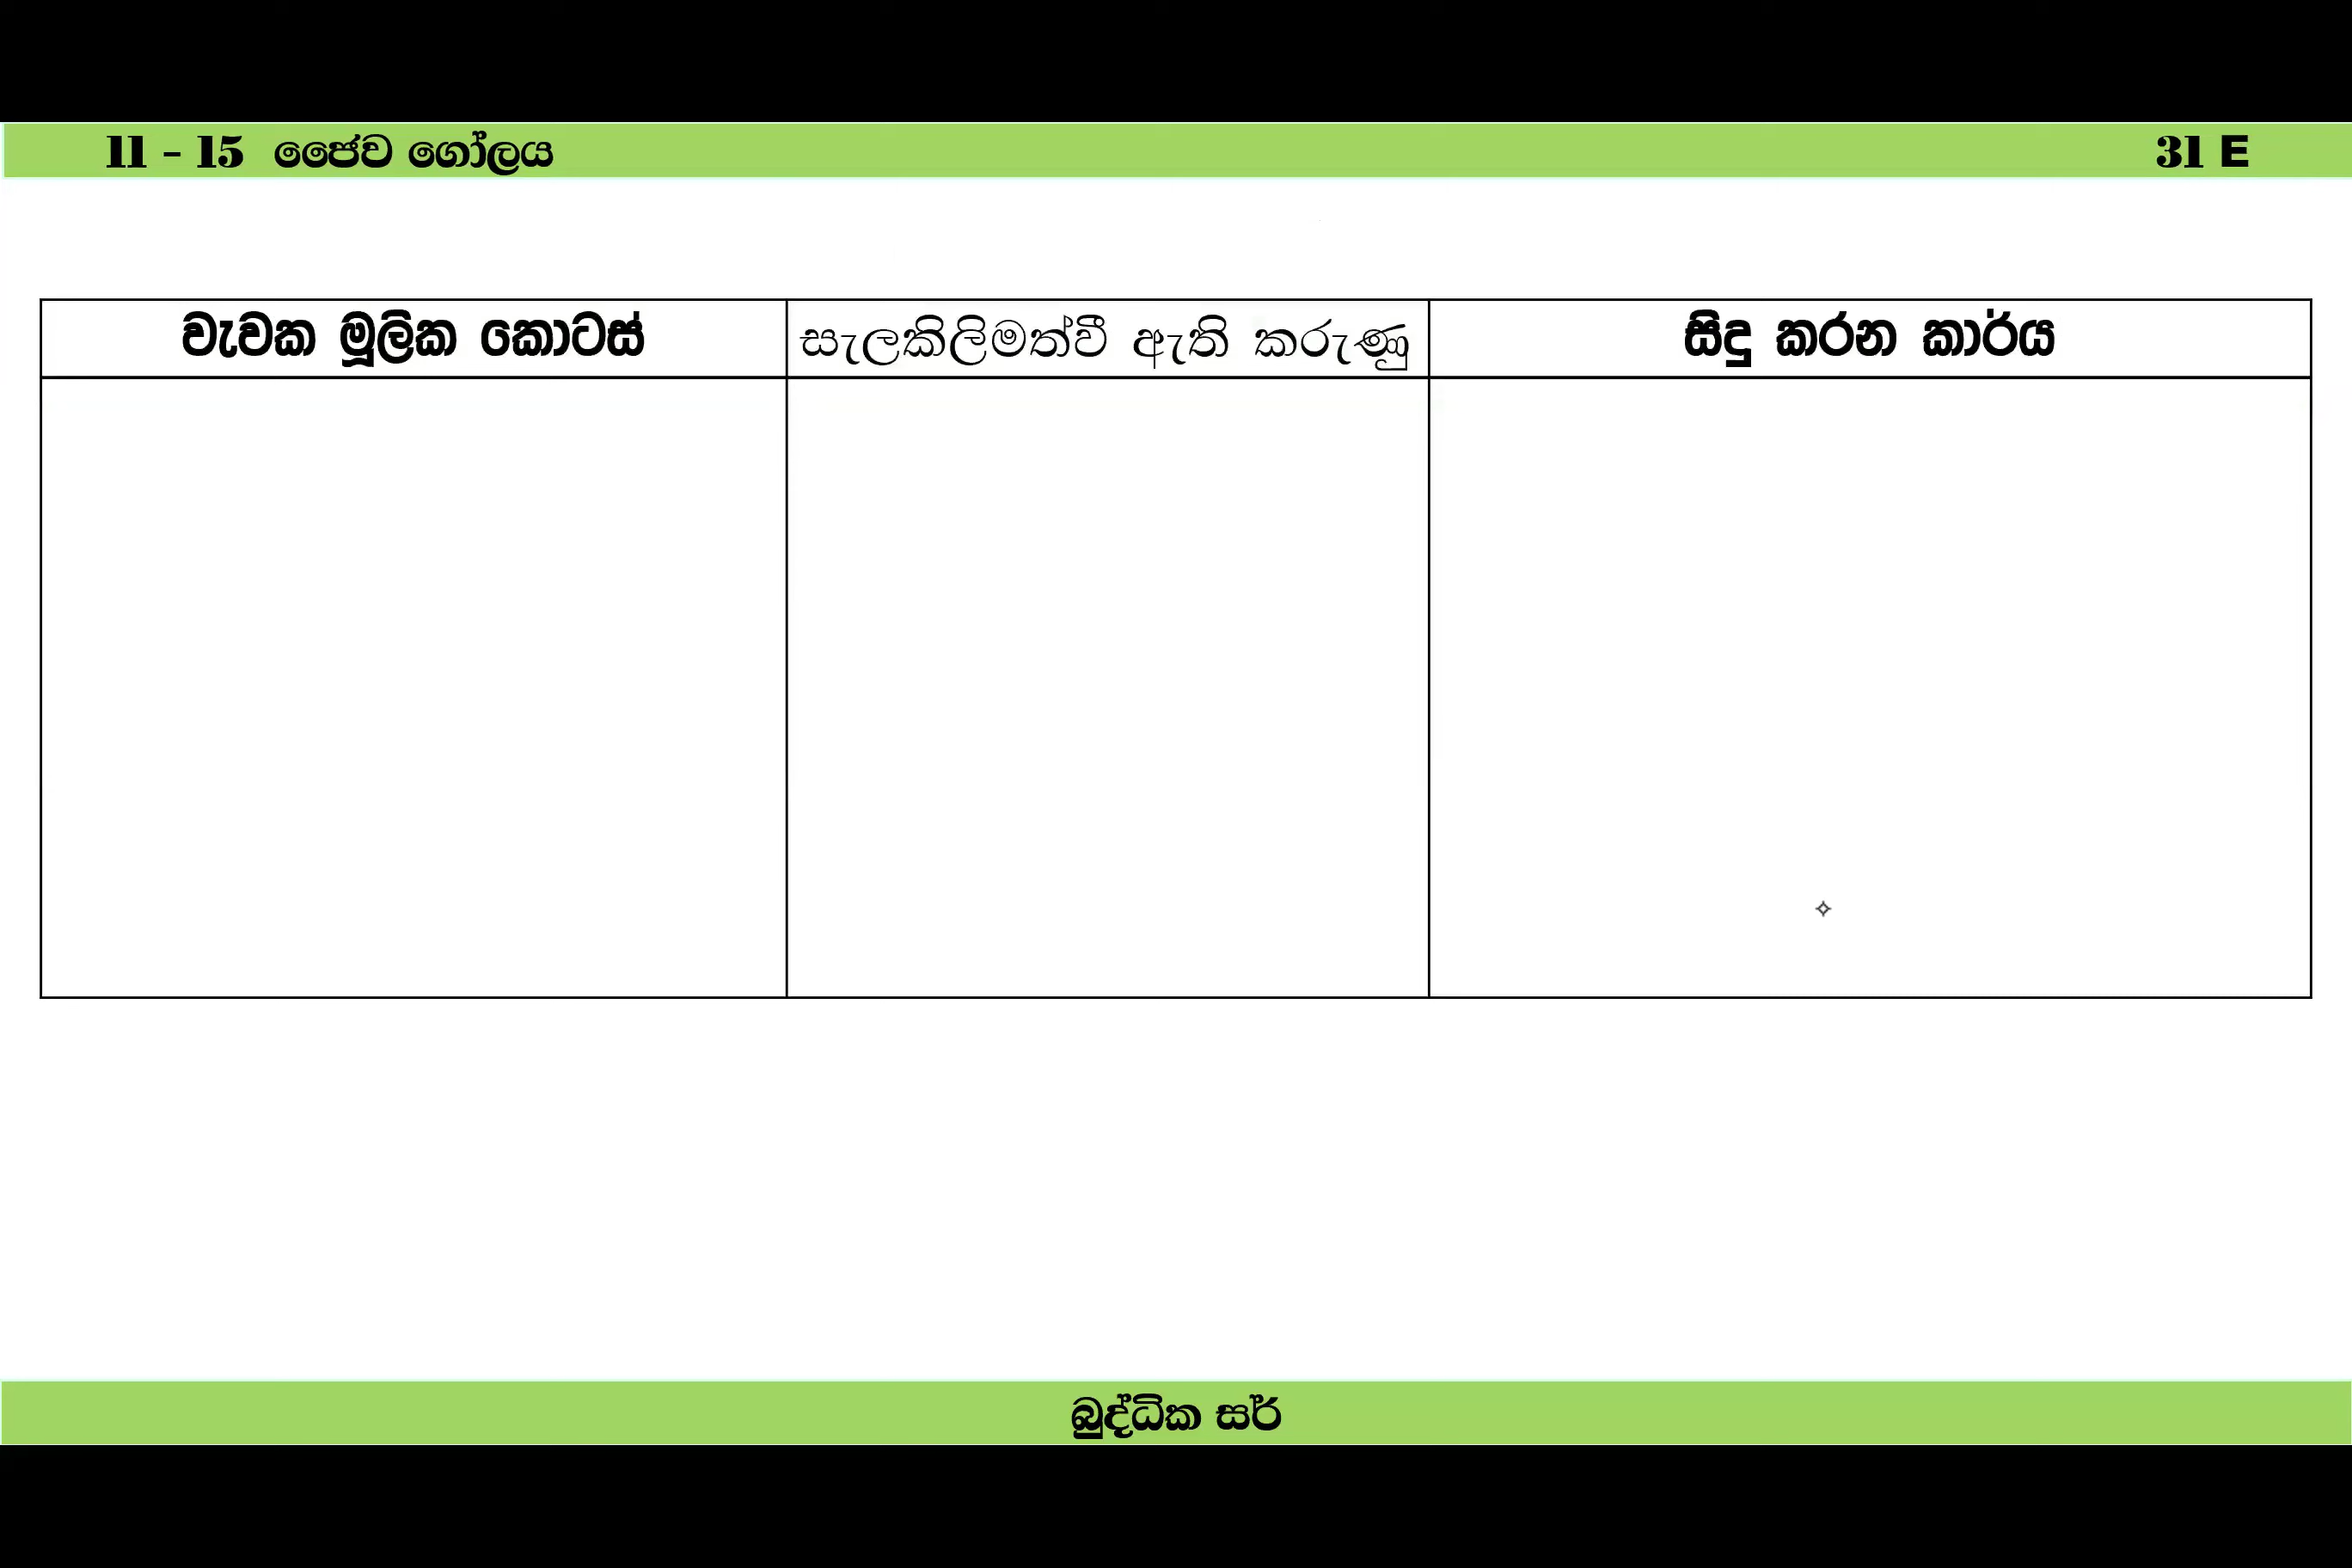 11 - 15 ජෛව ගෝලය
31 E
වැවක මූලික කොටස්
සැලකිලිමත්වී ඇති කරුණු
සිදු කරන කාර්ය
බුද්ධික සර්